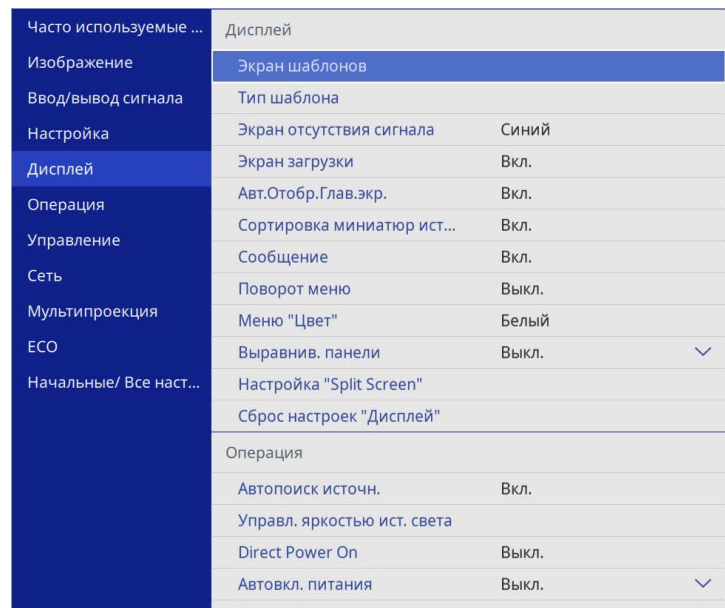 Часто используемые ...
Изображение
Ввод/вывод сигнала
Настройка
Дисплей
Операция
Управление
Сеть
Мультипроекция
ECO
Начальные/ Все наст...
Дисплей
Экран шаблонов
Тип шаблона
Экран отсутствия сигнала Синий
Экран загрузки Вкл.
Авт.Отобр.Глав.экр. Вкл.
Сортировка миниатюр ист... Вкл.
Сообщение Вкл.
Поворот меню Выкл.
Меню "Цвет" Белый
Выравнив. панели Выкл.
Настройка "Split Screen"
Сброс настроек "Дисплей"
Операция
Автопоиск источн. Вкл.
Управл. яркостью ист. света
Direct Power On Выкл.
Автовкл. питания Выкл.